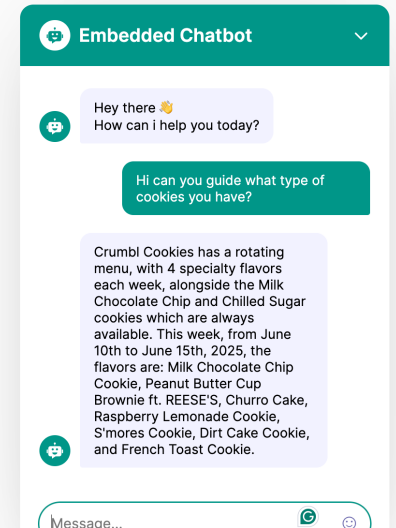 Embedded Chatbot
Hey there 👋
How can i help you today?
Hi can you guide what type of
cookies you have?
Crumbl Cookies has a rotating
menu, with 4 specialty flavors
each week, alongside the Milk
Chocolate Chip and Chilled Sugar
cookies which are always
available. This week, from June
10th to June 15th, 2025, the
flavors are: Milk Chocolate Chip
Cookie, Peanut Butter Cup
Brownie ft. REESE'S, Churro Cake,
Raspberry Lemonade Cookie,
S'mores Cookie, Dirt Cake Cookie,
and French Toast Cookie.
Message...